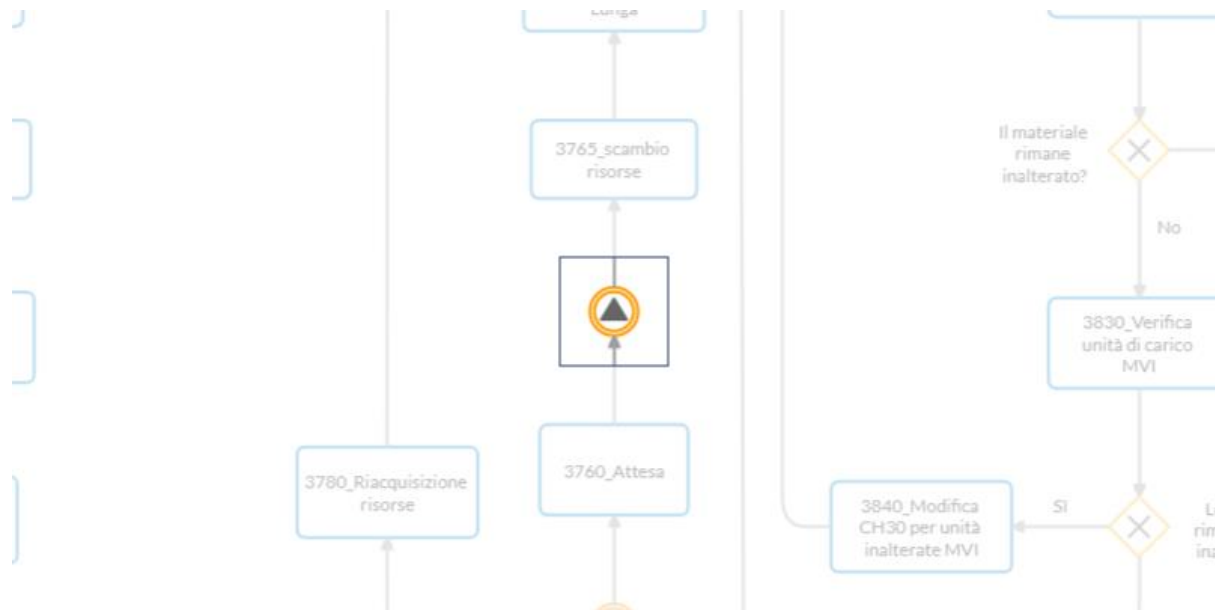 Lunga
3765_scambio
risorse
Il materiale
rimane
inalterato?
No
3830_Verifica
unità di carico
MVI
3780_Riacquisizione
risorse
3760_Attesa
3840_Modifica
CH30 per unità
inalterate MVI
SI